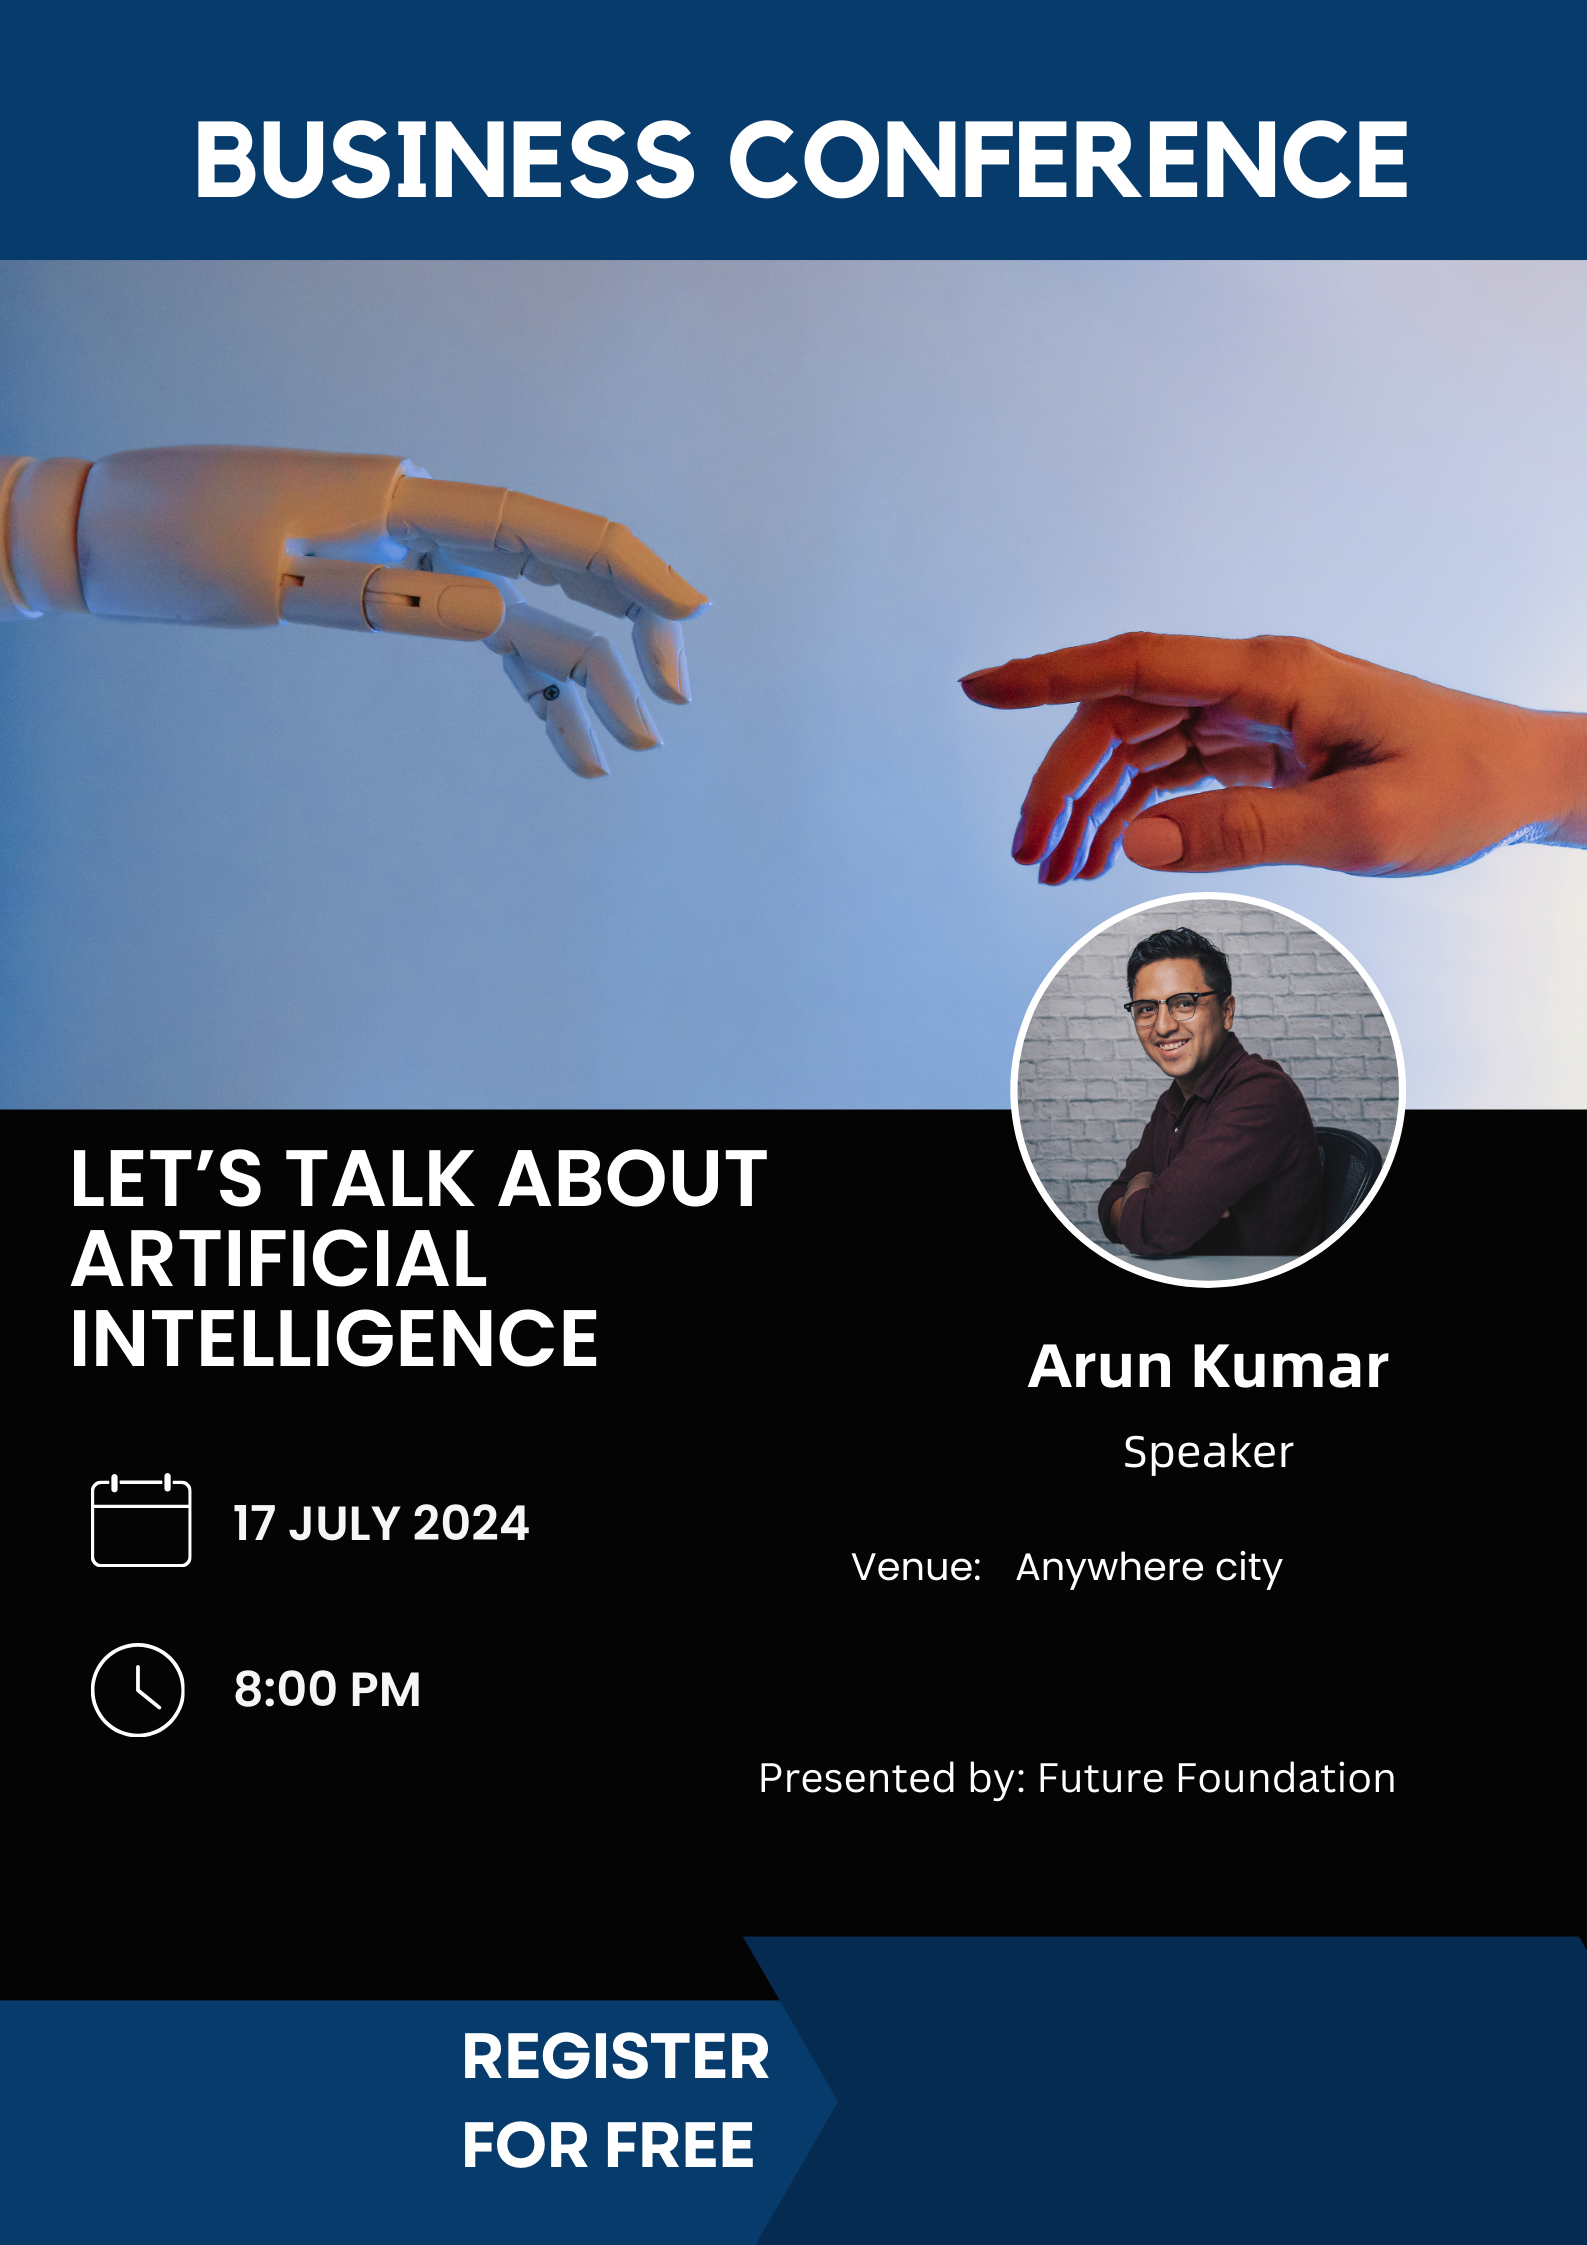 BUSINESS CONFERENCE
LET’S TALK ABOUT
ARTIFICIAL
INTELLIGENCE
17 JULY 2024
8:00 PM
Arun Kumar
Speaker
Venue: Anywhere city
Presented by: Future Foundation
REGISTER
FOR FREE